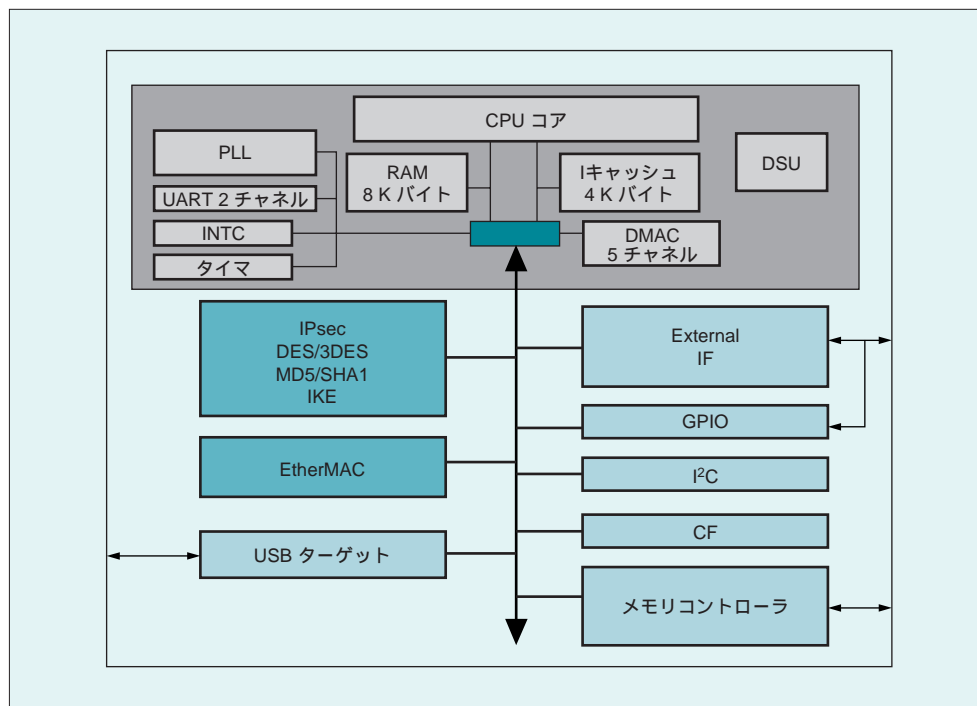 CPU コア
PLL
RAM
8 K バイト
Iキャッシュ
4 K バイト
DSU
UART 2 チャネル
INTC
DMAC
5 チャネル
タイマ
IPsec
DES/3DES
MD5/SHA1
IKE
External
IF
GPIO
EtherMAC
I²C
CF
USB ターゲット
メモリコントローラ